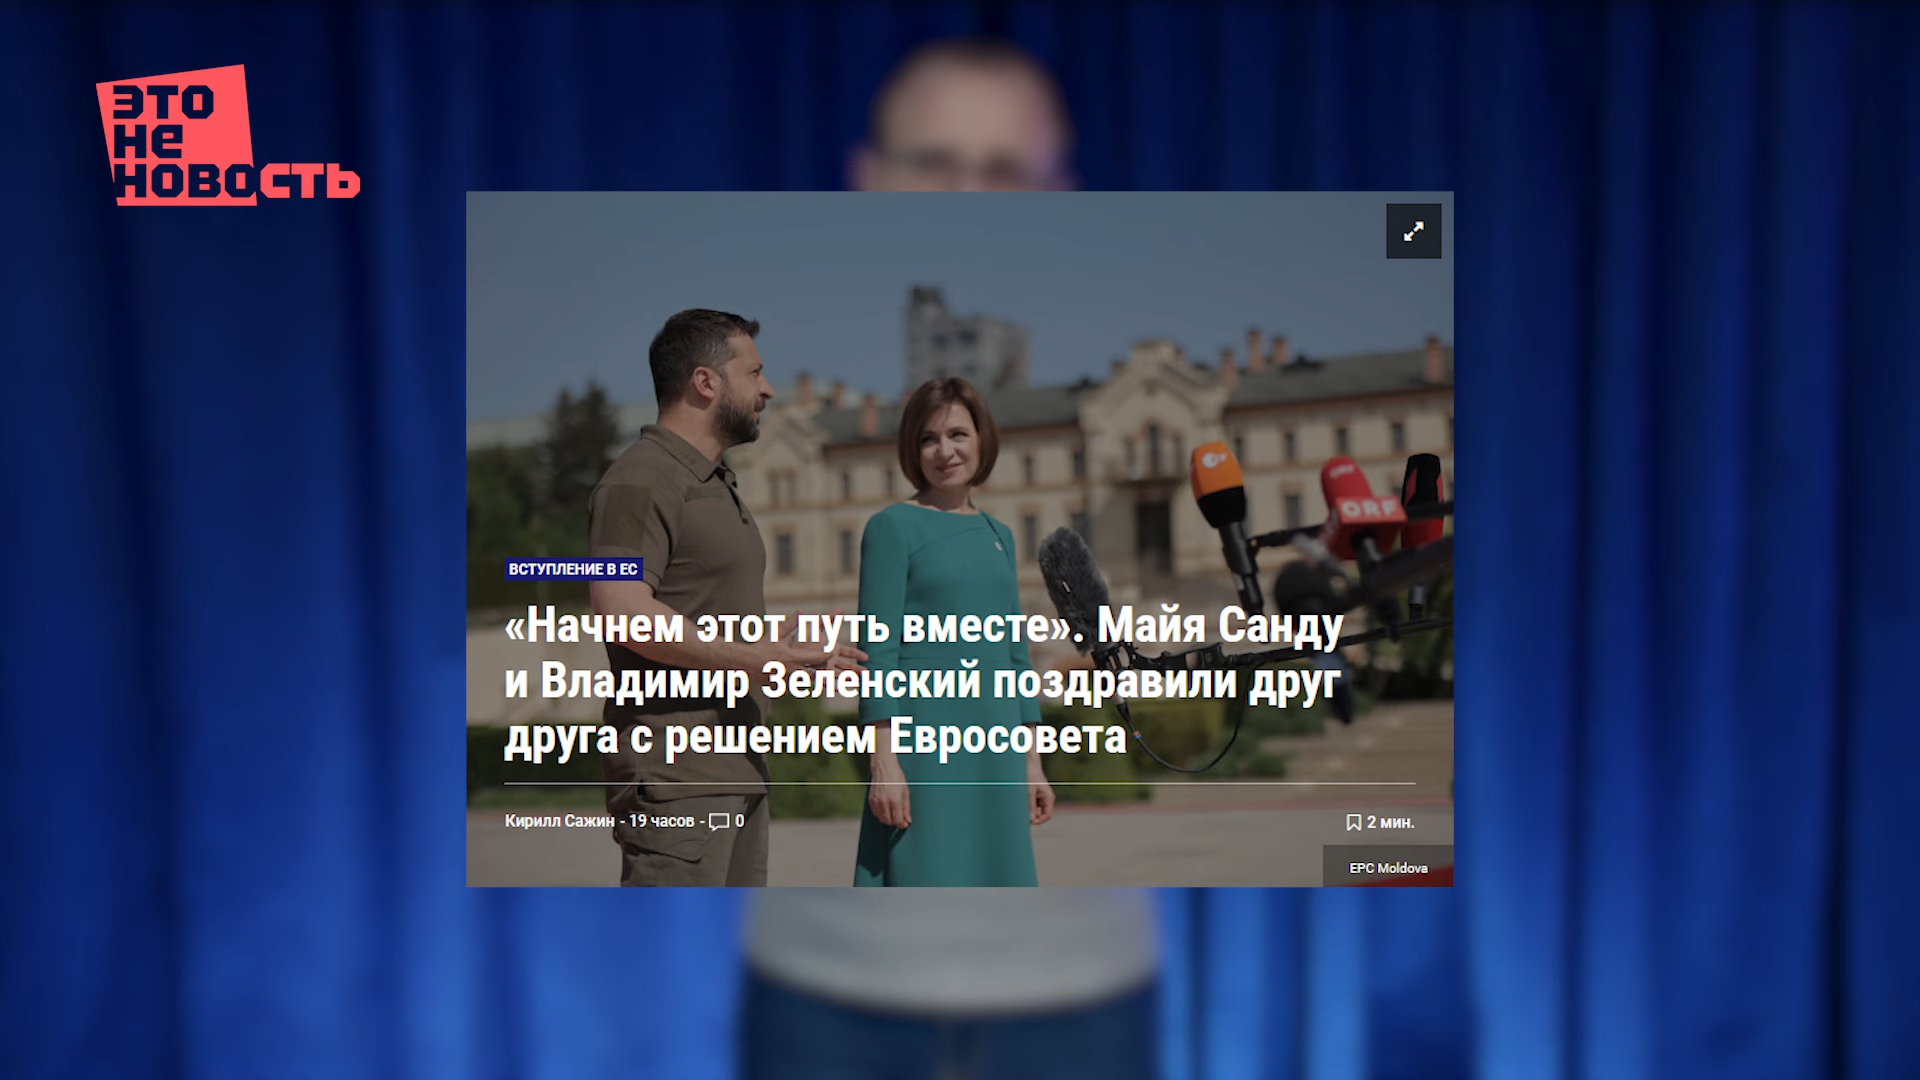 ЭТО
НЕ
НОВОСТЬ
ORF
ВСТУПЛЕНИЕ В ЕС
«Начнем этот путь вместе». Майя Санду
и Владимир Зеленский поздравили друг
друга с решением Евросовета
Кирилл Сажин - 19 часов - 0
2 мин.
EPC Moldova